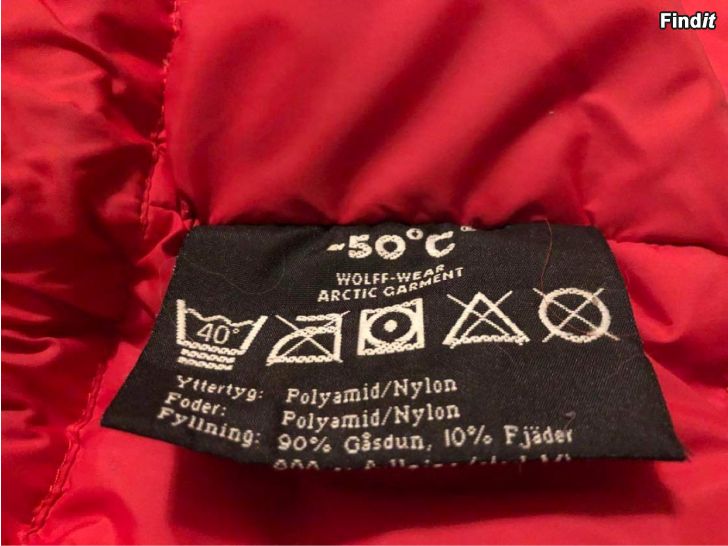 Findit
-50°C
WOLFF-WEAR
ARCTIC GARMENT
40°
Yttertyg: Polyamid/Nylon
Foder: Polyamid/Nylon
Fyllning: 90% Gåsdun, 10% Fjäder